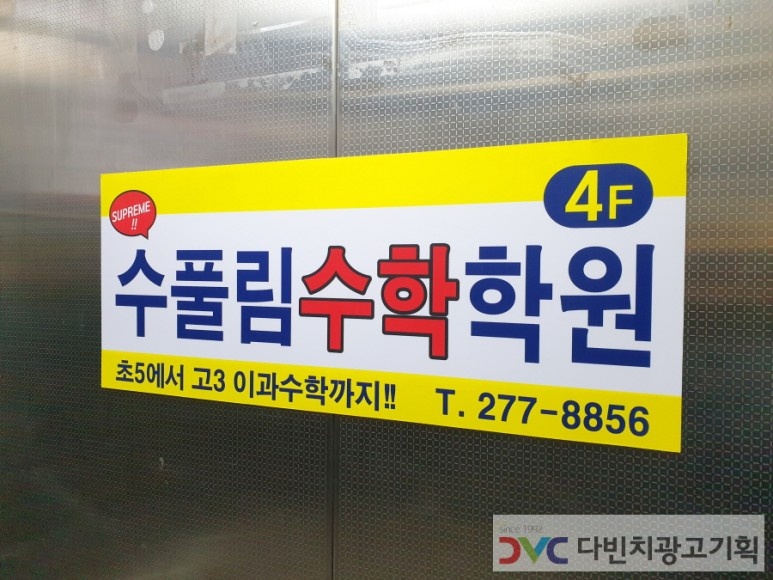 4F
SUPREME
!!
수풀림수학학원
초5에서 고3 이과수학까지!! T. 277-8856
since 1992
DVC 다빈치광고기획